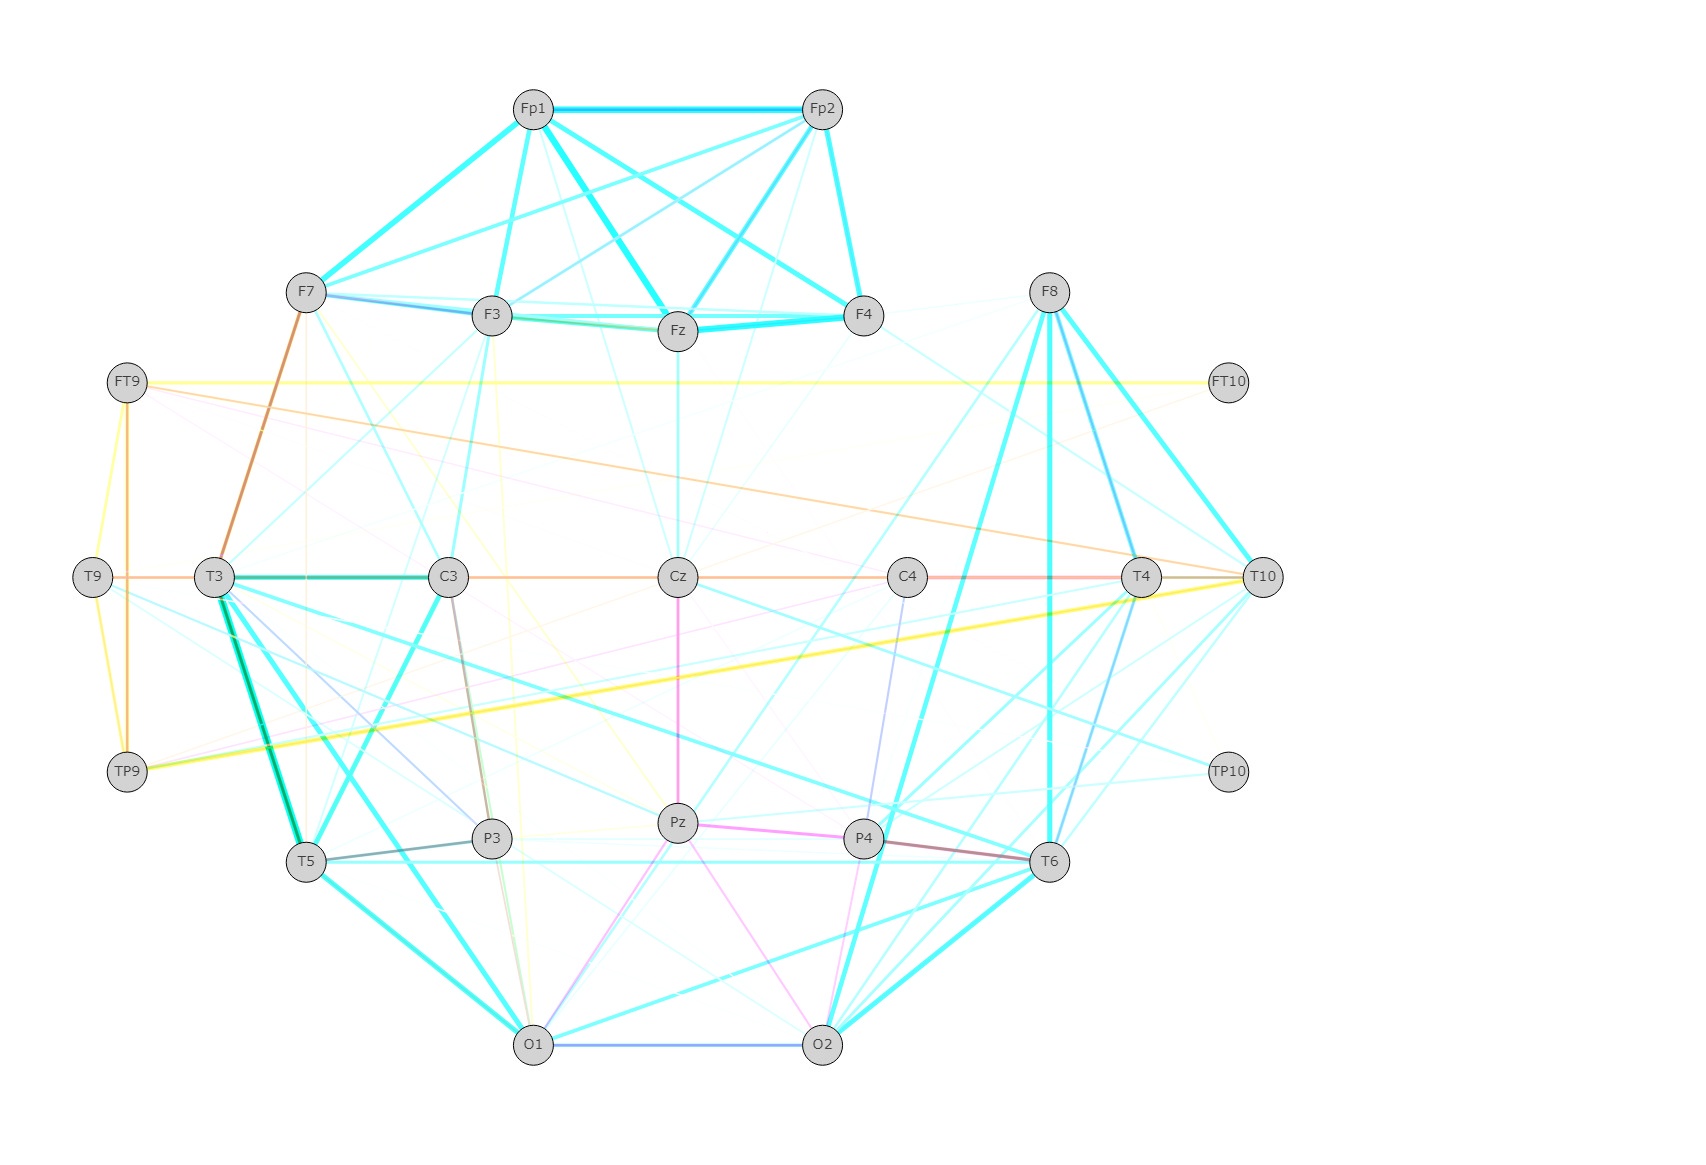 Fp1 Fp2
F7 F8
F3 Fz F4
FT9 FT10
T9 T3 C3 Cz C4 T4 T10
TP9 TP10
Pz
P3 P4
T5 T6
O1 O2